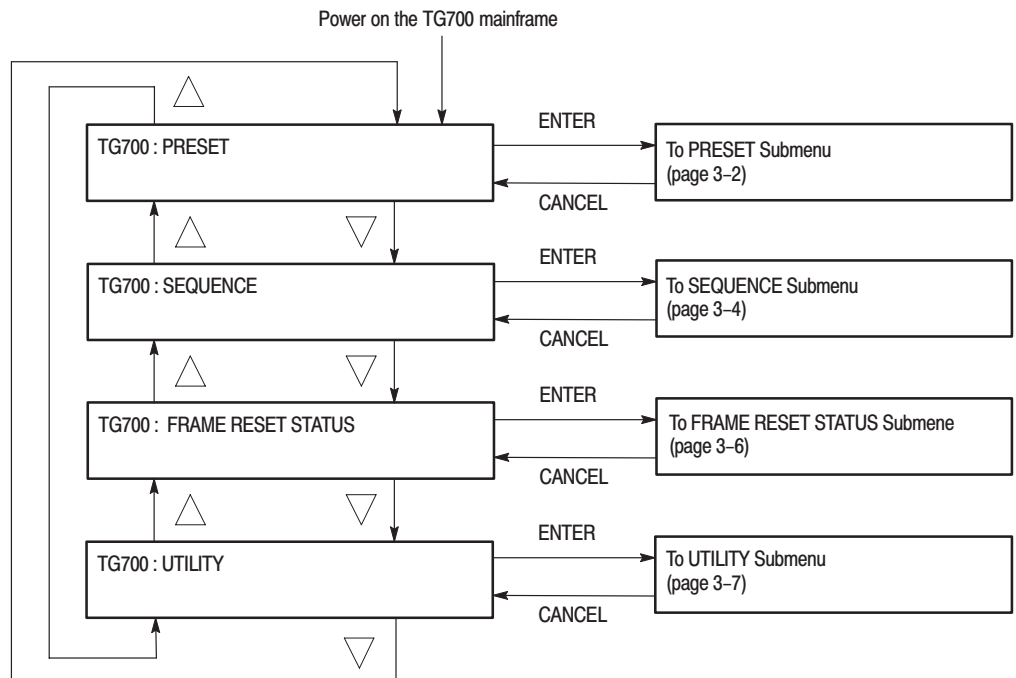 Power on the TG700 mainframe
TG700 : PRESET
ENTER
To PRESET Submenu
(page 3–2)
CANCEL
TG700 : SEQUENCE
ENTER
To SEQUENCE Submenu
(page 3–4)
CANCEL
TG700 : FRAME RESET STATUS
ENTER
To FRAME RESET STATUS Submene
(page 3–6)
CANCEL
TG700 : UTILITY
ENTER
To UTILITY Submenu
(page 3–7)
CANCEL